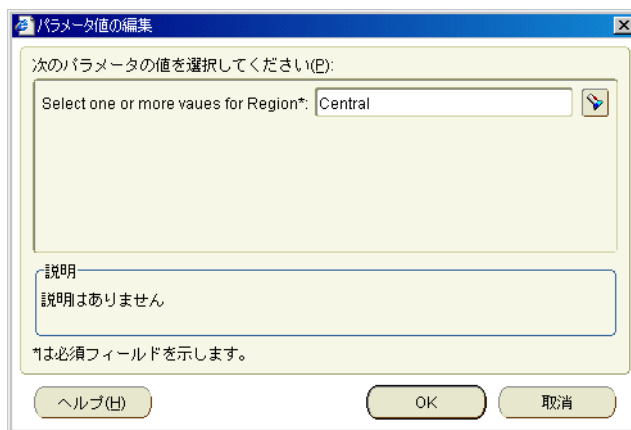 パラメータ値の編集
次のパラメータの値を選択してください(P):
Select one or more vaues for Region*: Central
説明
説明はありません
*は必須フィールドを示します。
ヘルプ(H) OK 取消